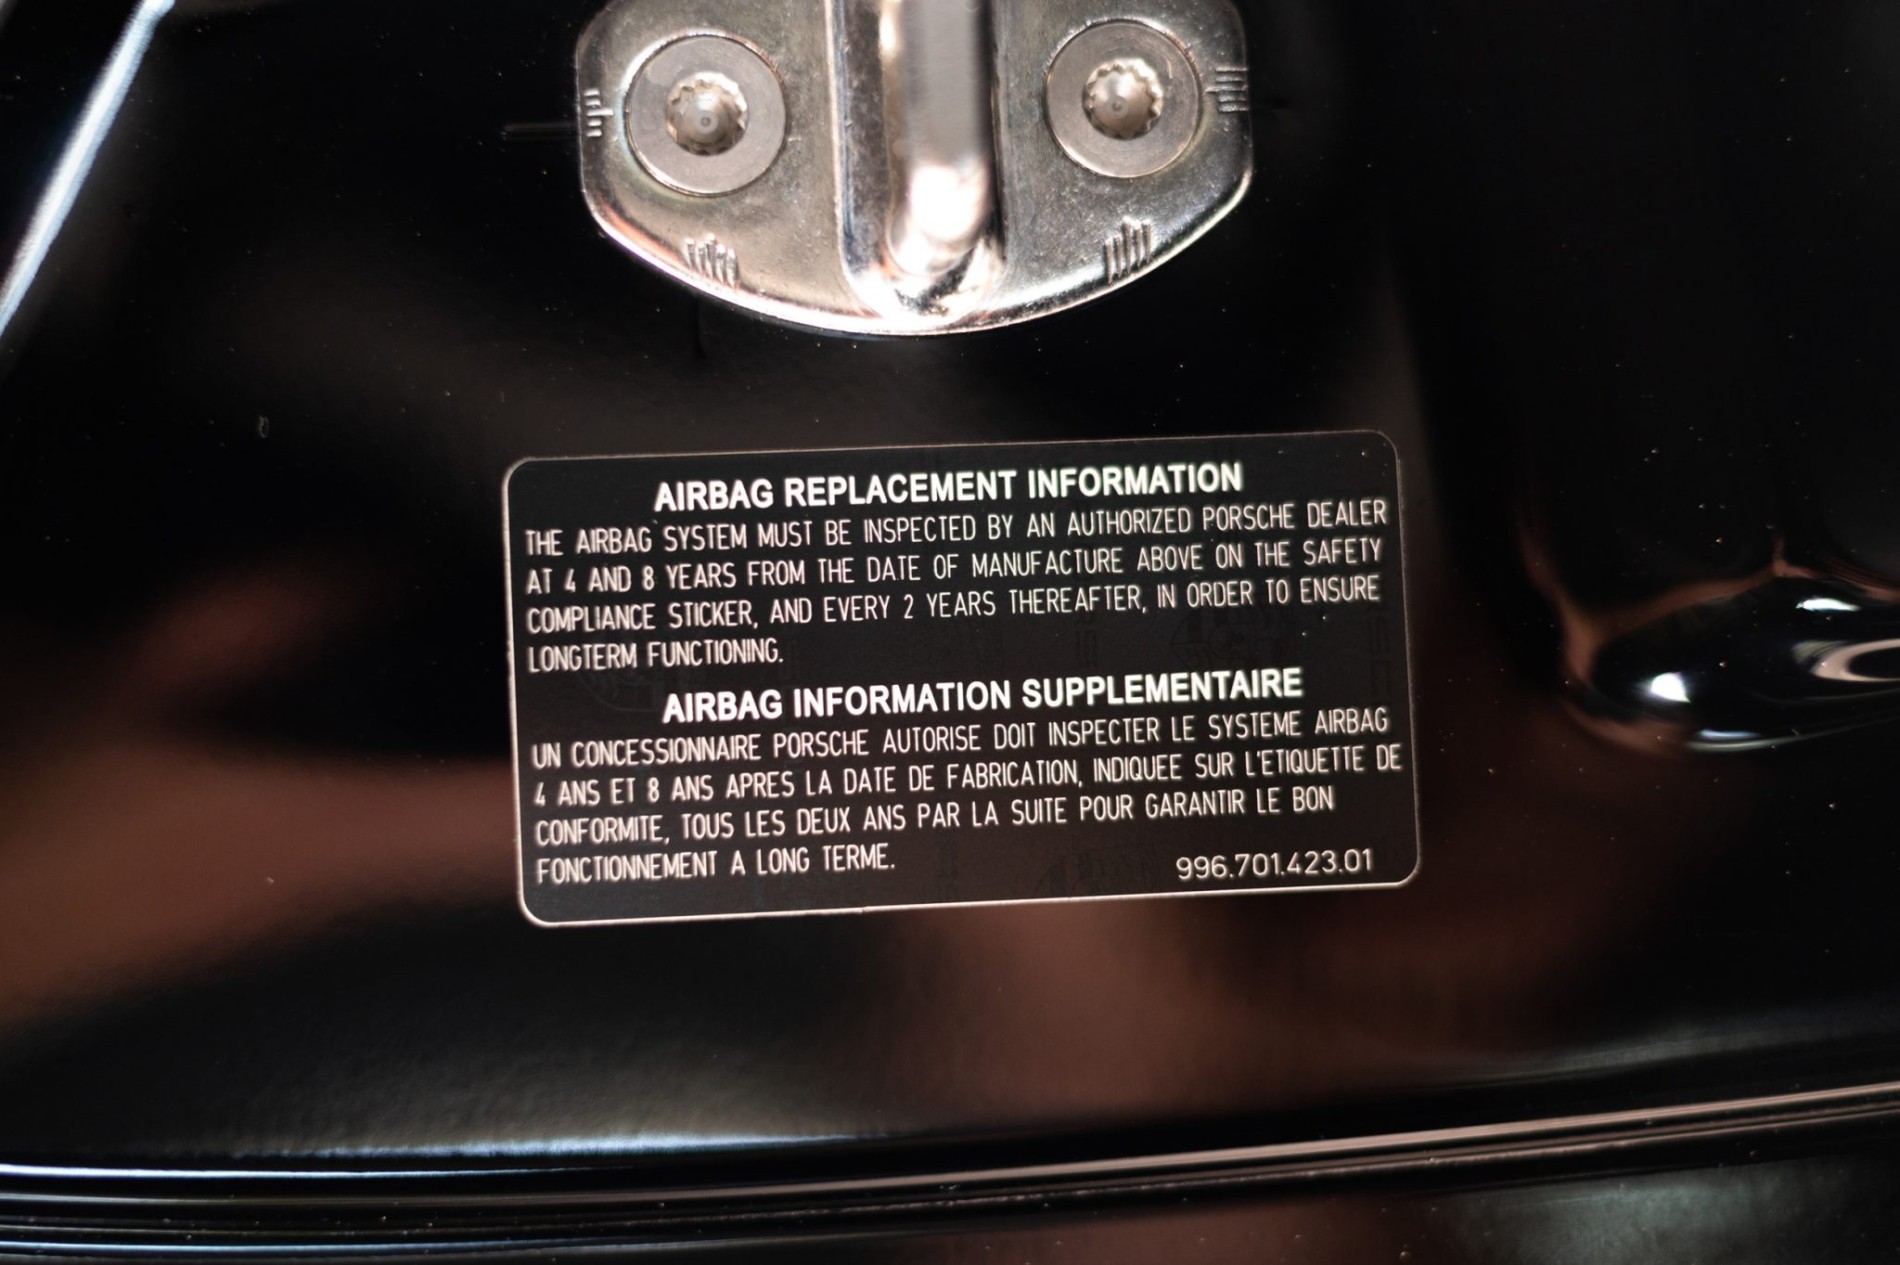 AIRBAG REPLACEMENT INFORMATION
THE AIRBAG SYSTEM MUST BE INSPECTED BY AN AUTHORIZED PORSCHE DEALER
AT 4 AND 8 YEARS FROM THE DATE OF MANUFACTURE ABOVE ON THE SAFETY
COMPLIANCE STICKER, AND EVERY 2 YEARS THEREAFTER, IN ORDER TO ENSURE
LONGTERM FUNCTIONING.
AIRBAG INFORMATION SUPPLEMENTAIRE
UN CONCESSIONNAIRE PORSCHE AUTORISE DOIT INSPECTER LE SYSTEME AIRBAG
4 ANS ET 8 ANS APRES LA DATE DE FABRICATION, INDIQUEE SUR L'ETIQUETTE DE
CONFORMITE, TOUS LES DEUX ANS PAR LA SUITE POUR GARANTIR LE BON
FONCTIONNEMENT A LONG TERME.
996.701.423.01